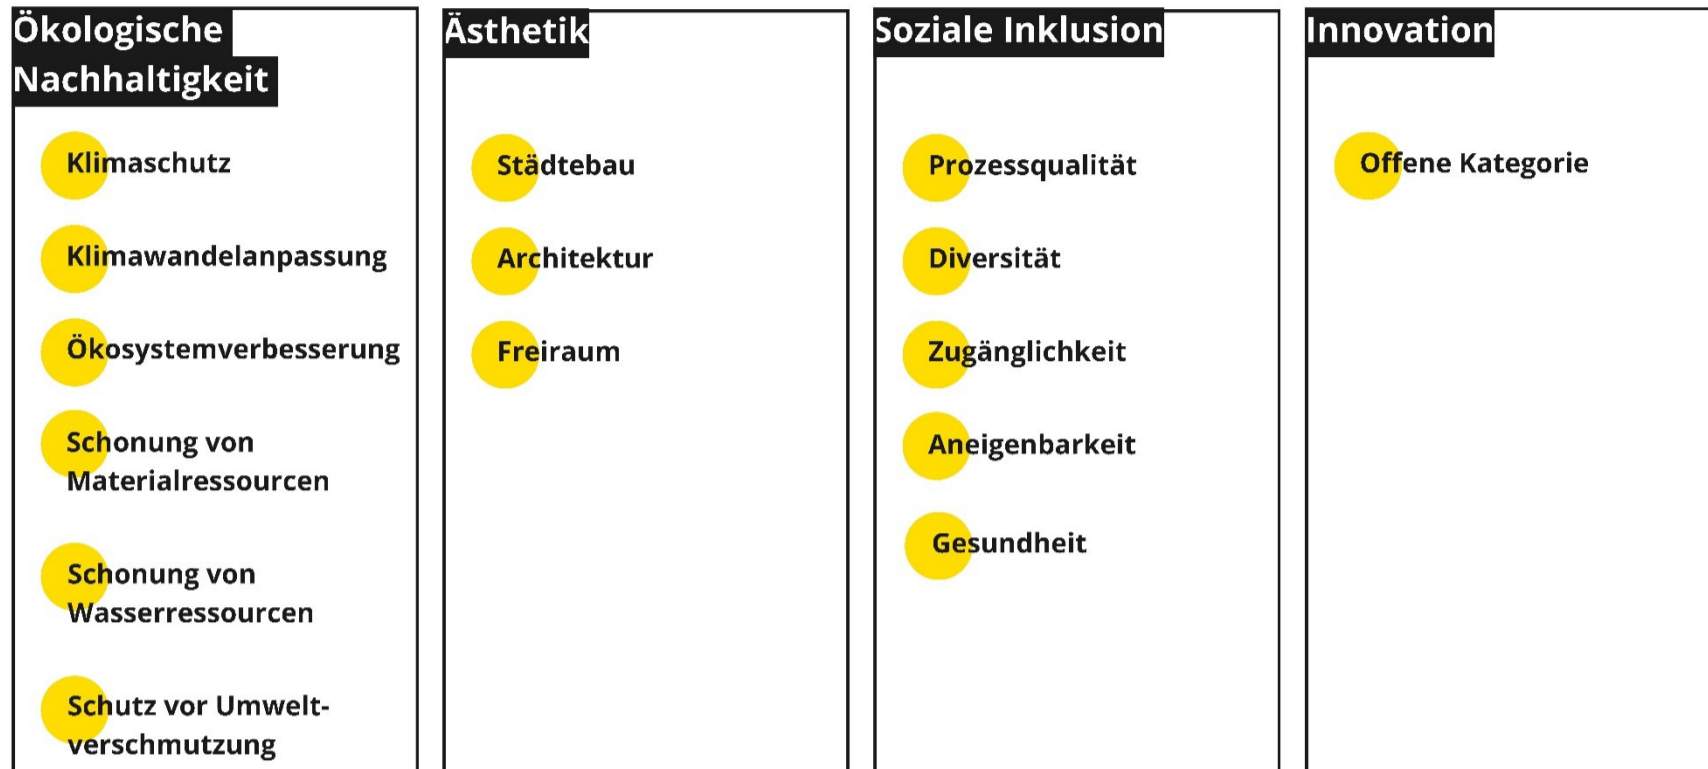 Ökologische
Nachhaltigkeit
Klimaschutz
Klimawandelanpassung
Ökosystemverbesserung
Schonung von
Materialressourcen
Schonung von
Wasserressourcen
Schutz vor Umwelt-
verschmutzung
Ästhetik
Städtebau
Architektur
Freiraum
Soziale Inklusion
Prozessqualität
Diversität
Zugänglichkeit
Aneigenbarkeit
Gesundheit
Innovation
Offene Kategorie